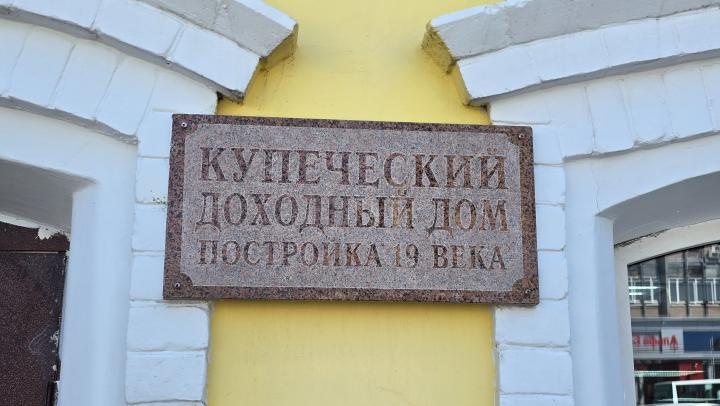 КУПЕЧЕСКИЙ
ДОХОДНЫЙ ДОМ
ПОСТРОЙКА 19 ВЕКА